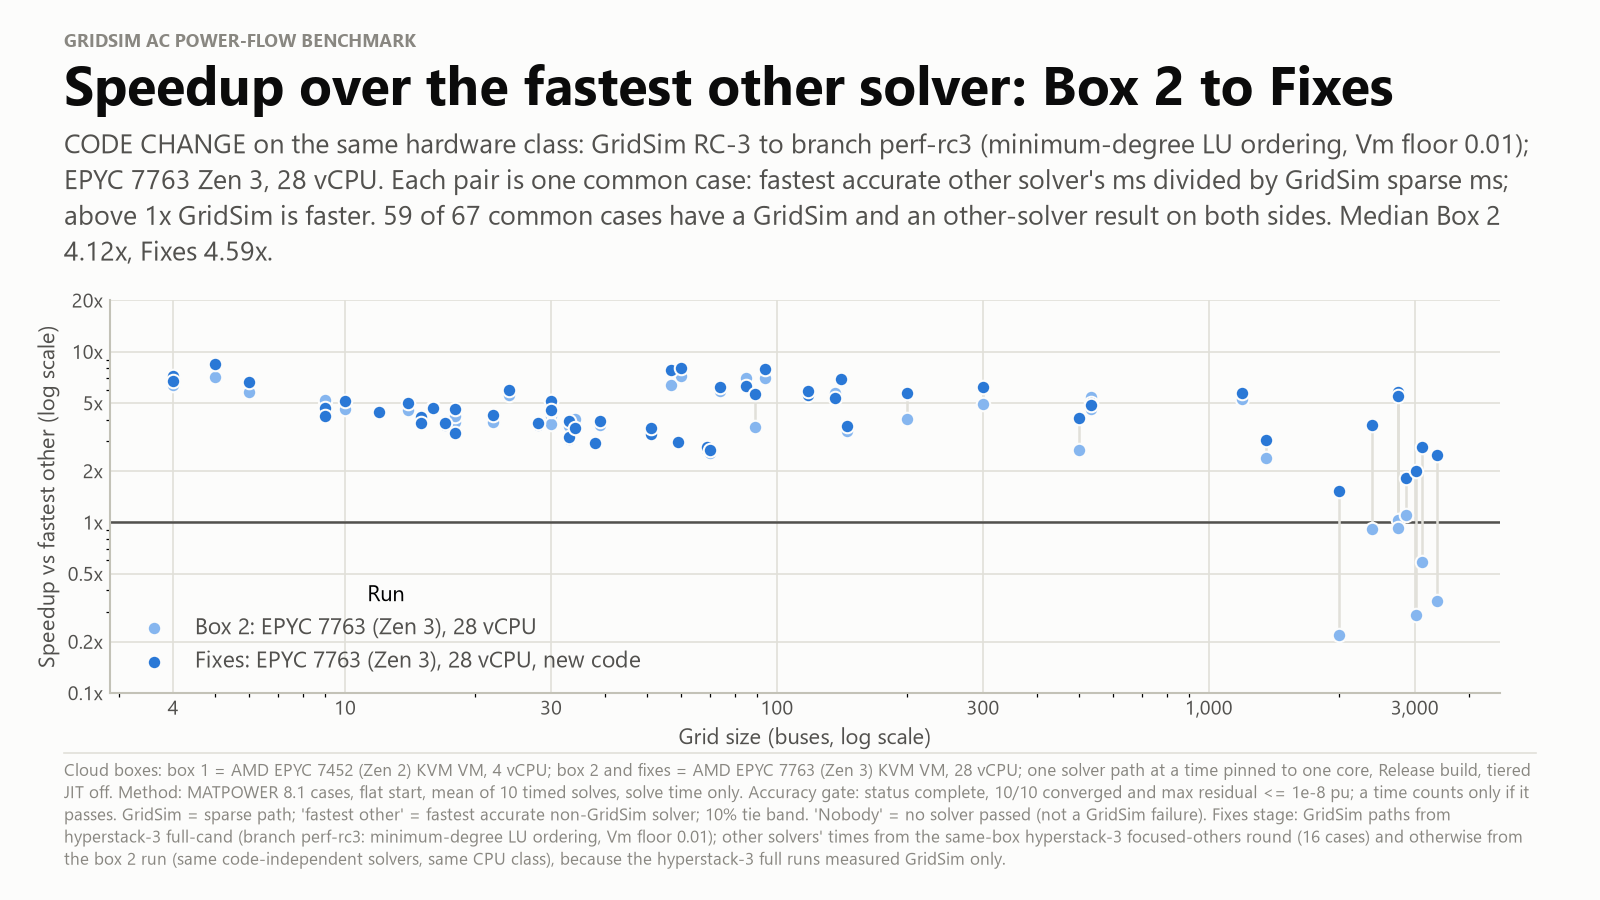 GRIDSIM AC POWER-FLOW BENCHMARK
Speedup over the fastest other solver: Box 2 to Fixes
CODE CHANGE on the same hardware class: GridSim RC-3 to branch perf-rc3 (minimum-degree LU ordering, Vm floor 0.01);
EPYC 7763 Zen 3, 28 vCPU. Each pair is one common case: fastest accurate other solver's ms divided by GridSim sparse ms;
above 1x GridSim is faster. 59 of 67 common cases have a GridSim and an other-solver result on both sides. Median Box 2
4.12x, Fixes 4.59x.
Speedup vs fastest other (log scale)
20x
10x
5x
2x
1x
0.5x
0.2x
0.1x
Run
Box 2: EPYC 7763 (Zen 3), 28 vCPU
Fixes: EPYC 7763 (Zen 3), 28 vCPU, new code
4 10 30 100 300 1,000 3,000
Grid size (buses, log scale)
Cloud boxes: box 1 = AMD EPYC 7452 (Zen 2) KVM VM, 4 vCPU; box 2 and fixes = AMD EPYC 7763 (Zen 3) KVM VM, 28 vCPU; one solver path at a time pinned to one core, Release build, tiered
JIT off. Method: MATPOWER 8.1 cases, flat start, mean of 10 timed solves, solve time only. Accuracy gate: status complete, 10/10 converged and max residual <= 1e-8 pu; a time counts only if it
passes. GridSim = sparse path; 'fastest other' = fastest accurate non-GridSim solver; 10% tie band. 'Nobody' = no solver passed (not a GridSim failure). Fixes stage: GridSim paths from
hyperstack-3 full-cand (branch perf-rc3: minimum-degree LU ordering, Vm floor 0.01); other solvers' times from the same-box hyperstack-3 focused-others round (16 cases) and otherwise from
the box 2 run (same code-independent solvers, same CPU class), because the hyperstack-3 full runs measured GridSim only.